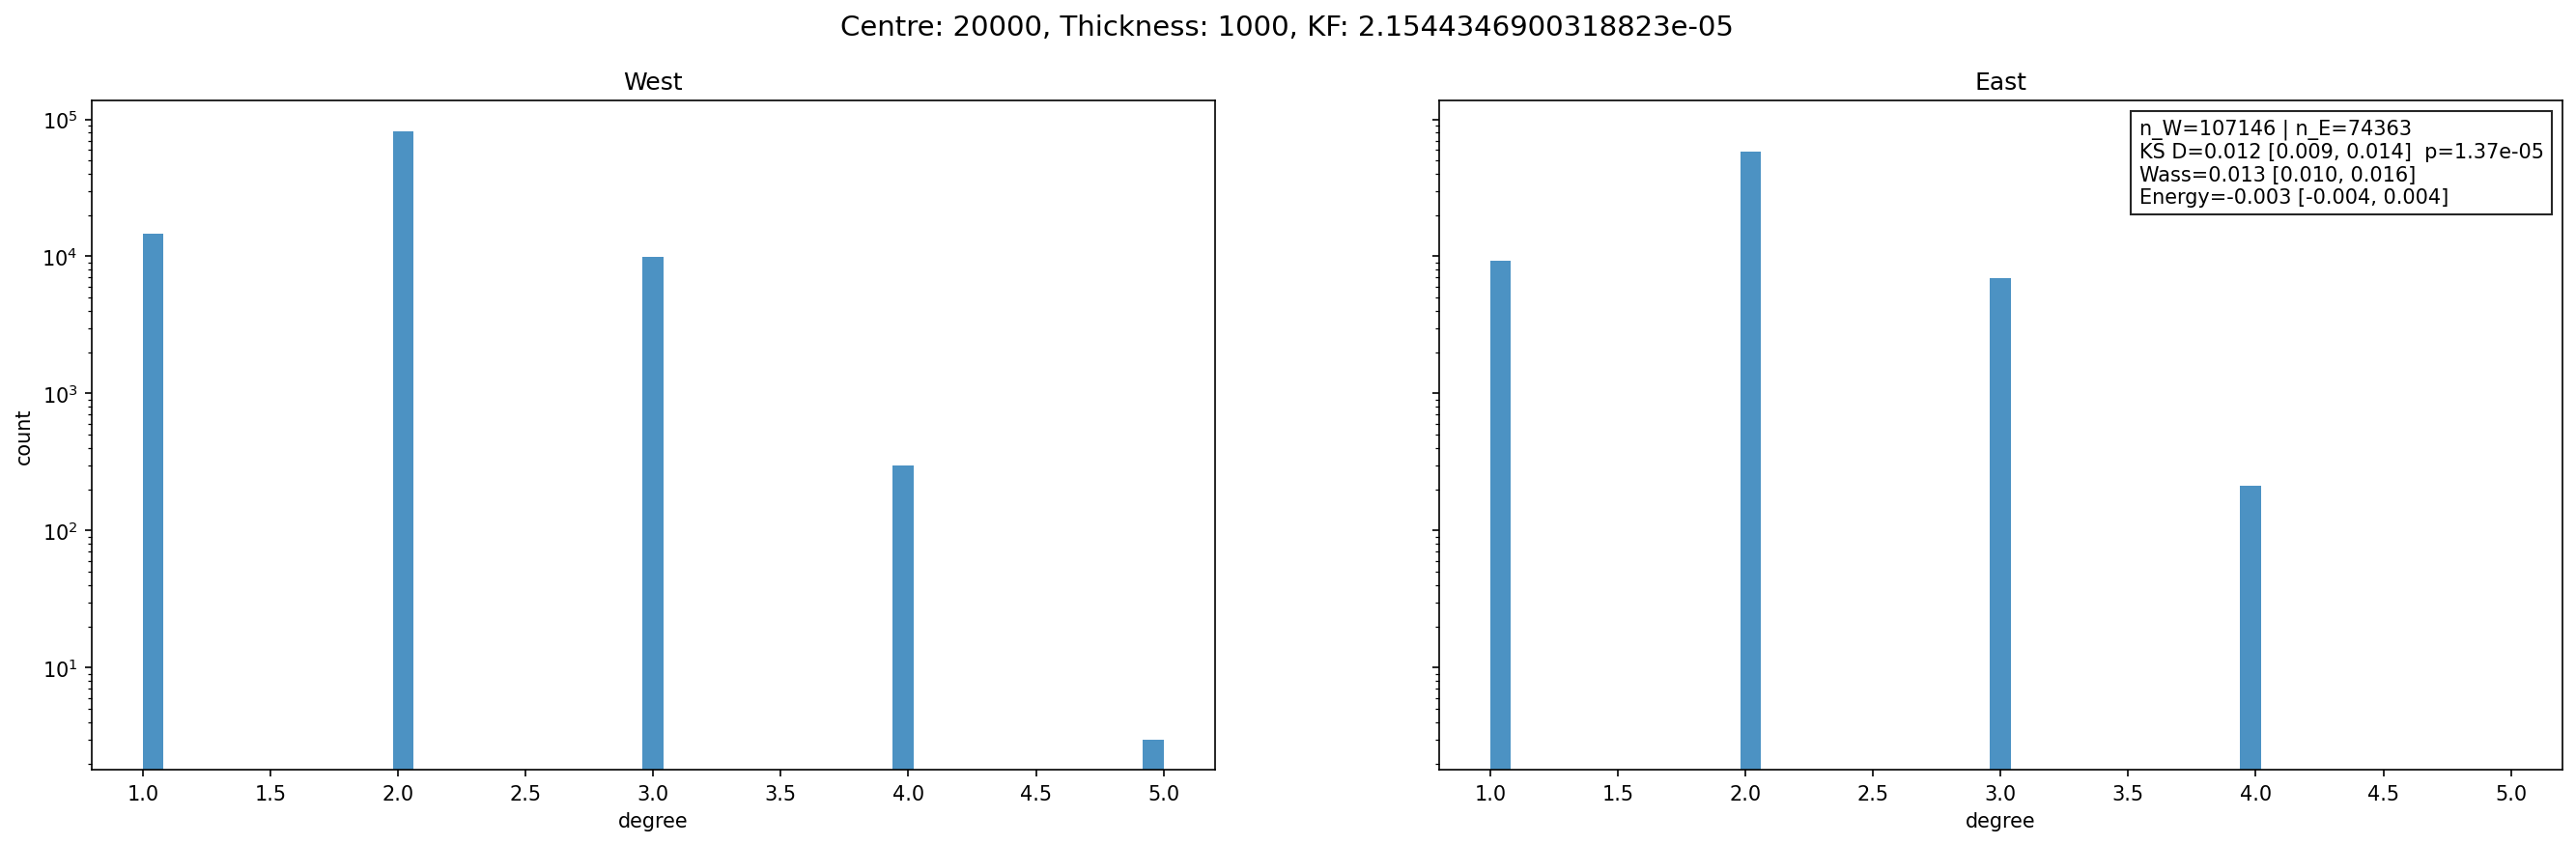 Centre: 20000, Thickness: 1000, KF: 2.1544346900318823e-05
West
10⁵
10⁴
10³
10²
10¹
count
1.0 1.5 2.0 2.5 3.0 3.5 4.0 4.5 5.0
degree
East
n_W=107146 | n_E=74363
KS D=0.012 [0.009, 0.014]  p=1.37e-05
Wass=0.013 [0.010, 0.016]
Energy=-0.003 [-0.004, 0.004]
1.0 1.5 2.0 2.5 3.0 3.5 4.0 4.5 5.0
degree